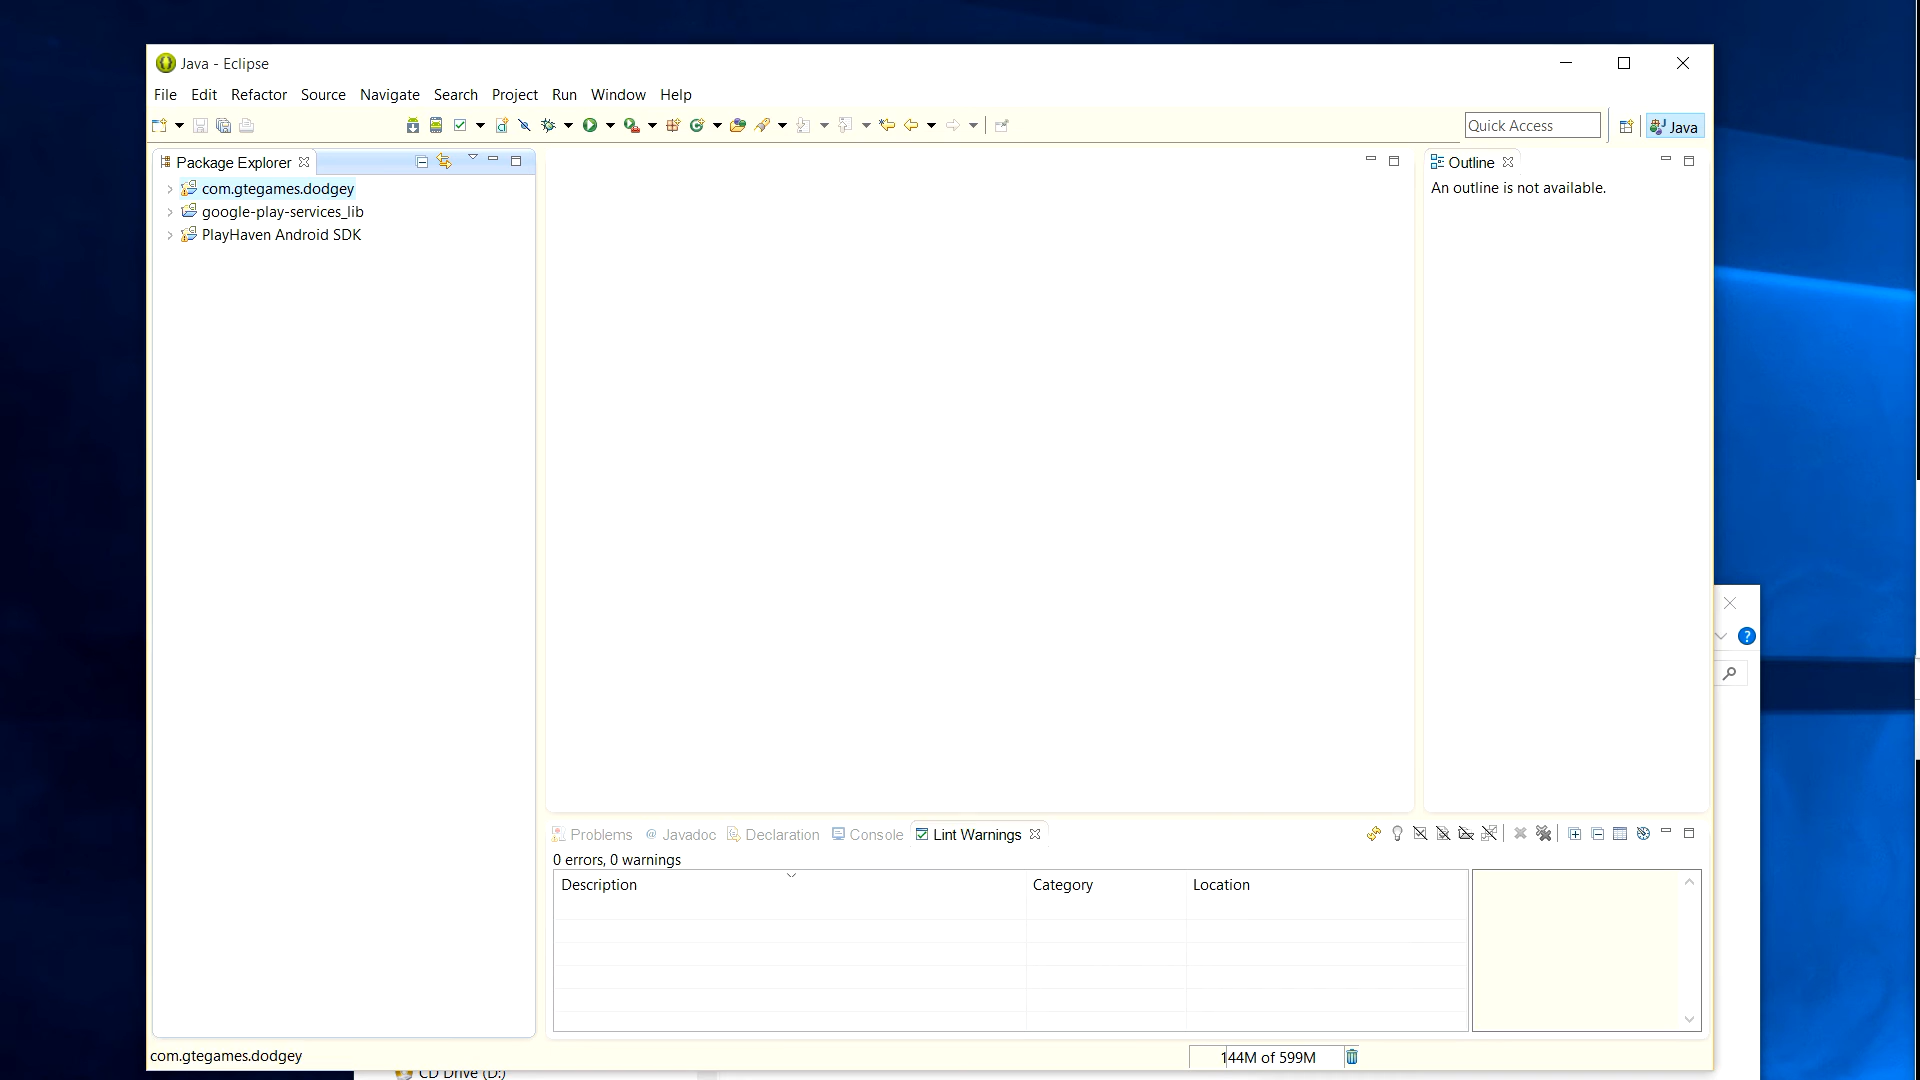 Java - Eclipse
File Edit Refactor Source Navigate Search Project Run Window Help
Quick Access
Java
Package Explorer
com.gtegames.dodgey
google-play-services_lib
PlayHaven Android SDK
Outline
An outline is not available.
Problems @ Javadoc Declaration Console Lint Warnings
0 errors, 0 warnings
Description Category Location
com.gtegames.dodgey
144M of 599M
CD Drive (D:)